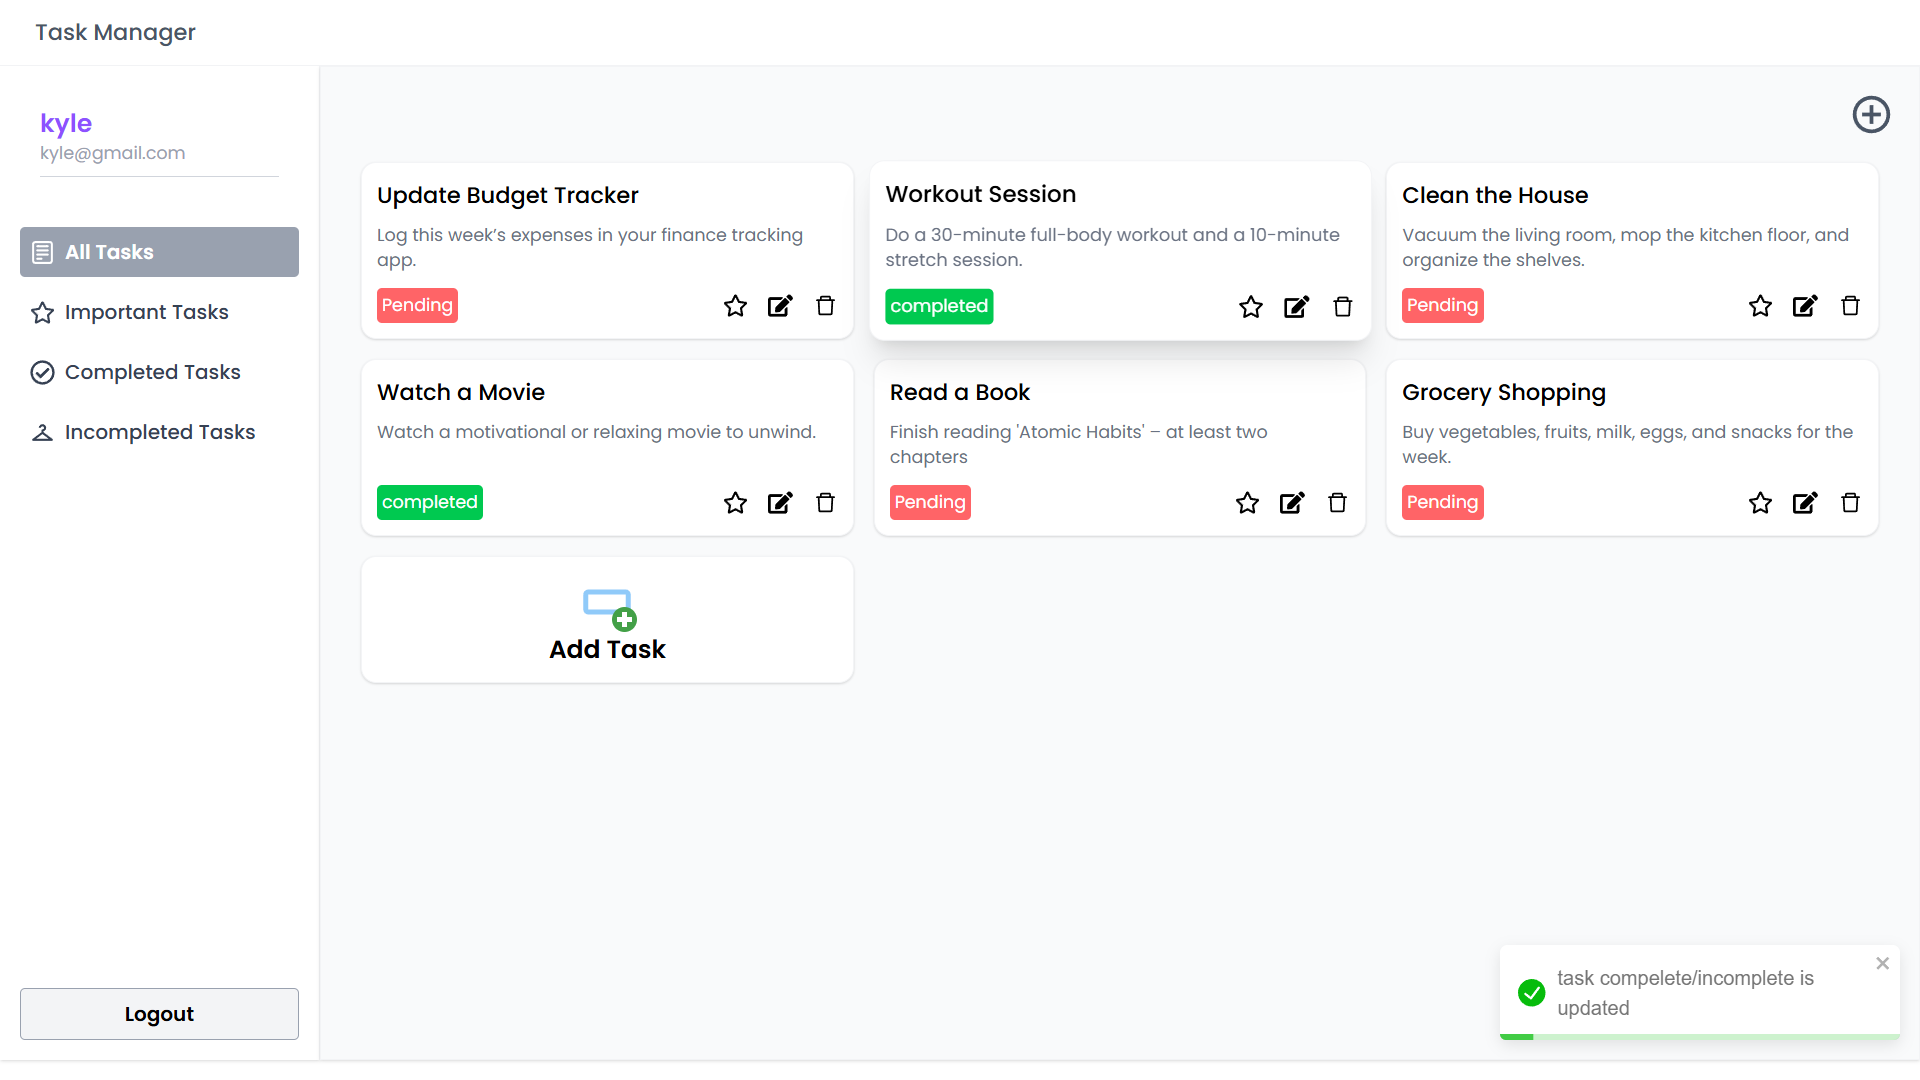 Task Manager
kyle
kyle@gmail.com
All Tasks
Important Tasks
Completed Tasks
Incompleted Tasks
Logout
Update Budget Tracker
Log this week’s expenses in your finance tracking
app.
Pending
Workout Session
Do a 30-minute full-body workout and a 10-minute
stretch session.
completed
Clean the House
Vacuum the living room, mop the kitchen floor, and
organize the shelves.
Pending
Watch a Movie
Watch a motivational or relaxing movie to unwind.
completed
Read a Book
Finish reading 'Atomic Habits' – at least two
chapters
Pending
Grocery Shopping
Buy vegetables, fruits, milk, eggs, and snacks for the
week.
Pending
Add Task
task compelete/incomplete is
updated